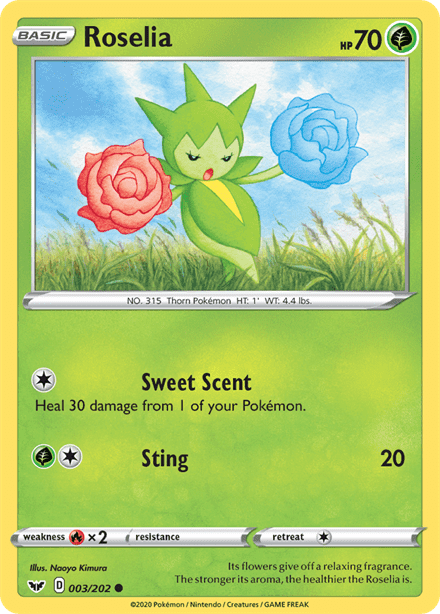 BASIC Roselia HP 70
NO. 315 Thorn Pokémon HT: 1' WT: 4.4 lbs.
Sweet Scent
Heal 30 damage from 1 of your Pokémon.
Sting 20
weakness ×2 resistance retreat
Illus. Naoyo Kimura
Its flowers give off a relaxing fragrance.
The stronger its aroma, the healthier the Roselia is.
D 003/202
©2020 Pokémon / Nintendo / Creatures / GAME FREAK